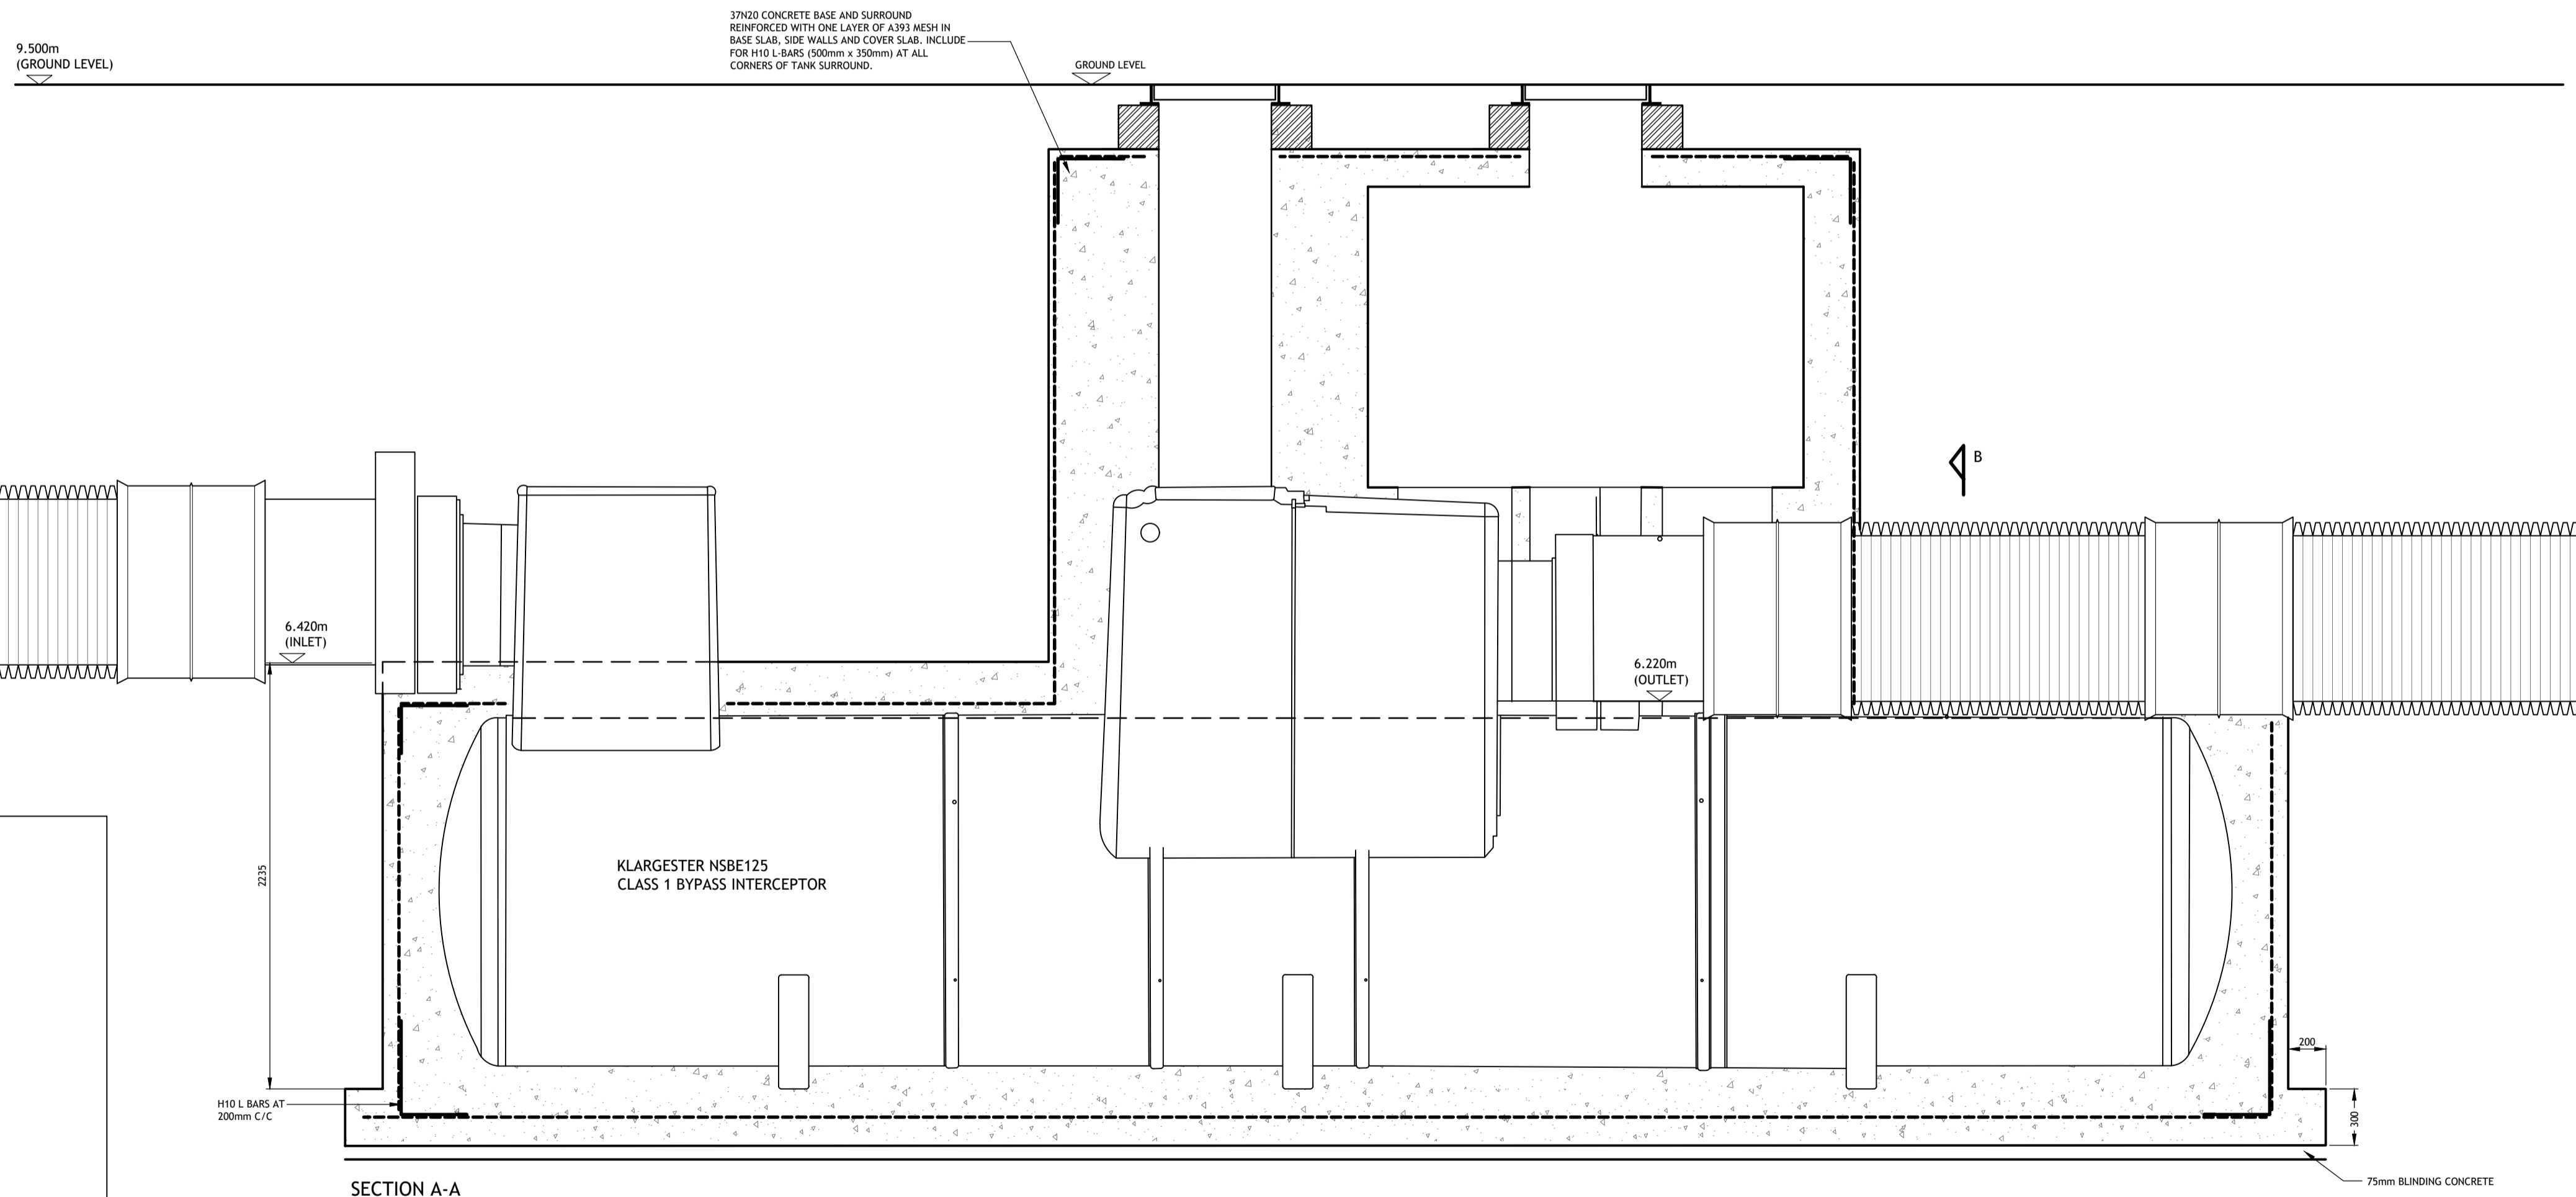 37N20 CONCRETE BASE AND SURROUND
REINFORCED WITH ONE LAYER OF A393 MESH IN
BASE SLAB, SIDE WALLS AND COVER SLAB. INCLUDE
FOR H10 L-BARS (500mm x 350mm) AT ALL
CORNERS OF TANK SURROUND.
9.500m
(GROUND LEVEL)
GROUND LEVEL
B
6.420m
(INLET)
6.220m
(OUTLET)
2235
KLARGESTER NSBE125
CLASS 1 BYPASS INTERCEPTOR
200
H10 L BARS AT
200mm C/C
300
75mm BLINDING CONCRETE
SECTION A-A